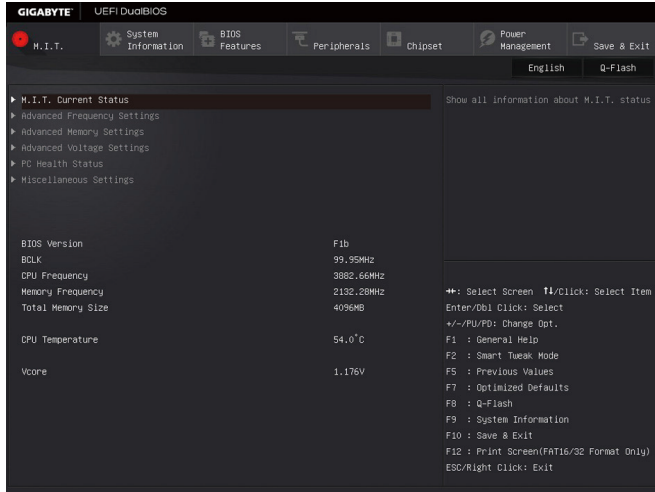 GIGABYTE™ UEFI DualBIOS
M.I.T. System Information BIOS Features Peripherals Chipset Power Management Save & Exit
English Q-Flash
M.I.T. Current Status Show all information about M.I.T. status
Advanced Frequency Settings
Advanced Memory Settings
Advanced Voltage Settings
PC Health Status
Miscellaneous Settings
BIOS Version F1b
BCLK 99.95MHz
CPU Frequency 3882.66MHz
Memory Frequency 2132.28MHz
Total Memory Size 4096MB
CPU Temperature 54.0°C
Vcore 1.176V
→←: Select Screen ↑↓/Click: Select Item
Enter/Dbl Click: Select
+/-/PU/PD: Change Opt.
F1 : General Help
F2 : Smart Tweak Mode
F5 : Previous Values
F7 : Optimized Defaults
F8 : Q-Flash
F9 : System Information
F10 : Save & Exit
F12 : Print Screen(FAT16/32 Format Only)
ESC/Right Click: Exit